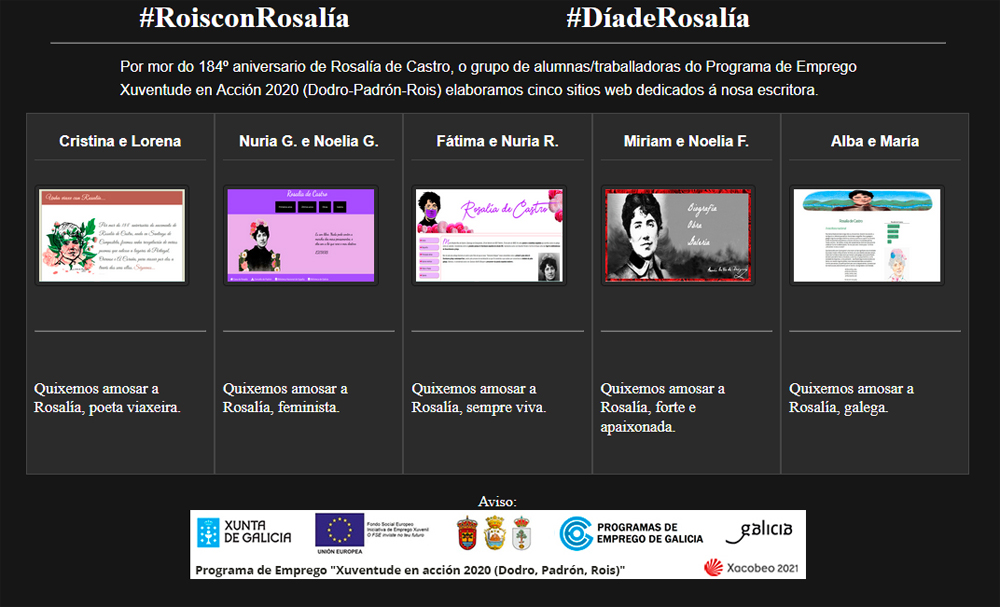 #RoisconRosalía
#DíadeRosalía
Por mor do 184º aniversario de Rosalía de Castro, o grupo de alumnas/traballadoras do Programa de Emprego
Xuventude en Acción 2020 (Dodro-Padrón-Rois) elaboramos cinco sitios web dedicados á nosa escritora.
Cristina e Lorena
Nuria G. e Noelia G.
Fátima e Nuria R.
Miriam e Noelia F.
Alba e María
Rosalía de Castro
Rosalía de Castro
Biografía
Obra
Galería
Rosalía de Castro
Quixemos amosar a
Rosalía, poeta viaxeira.
Quixemos amosar a
Rosalía, feminista.
Quixemos amosar a
Rosalía, sempre viva.
Quixemos amosar a
Rosalía, forte e
apaixonada.
Quixemos amosar a
Rosalía, galega.
Aviso:
XUNTA
DE GALICIA
UNIÓN EUROPEA
Fondo Social Europeo
Iniciativa de Emprego Xuvenil
O FSE inviste no teu futuro
PROGRAMAS DE
EMPREGO DE GALICIA
galicia
Programa de Emprego "Xuventude en acción 2020 (Dodro, Padrón, Rois)"
Xacobeo 2021